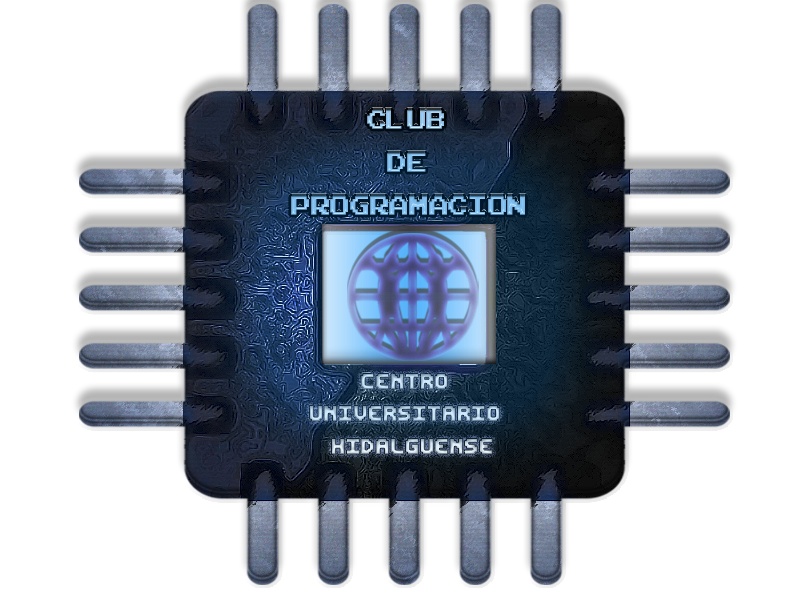 CLUB
DE
PROGRAMACION
CENTRO
UNIVERSITARIO
HIDALGUENSE